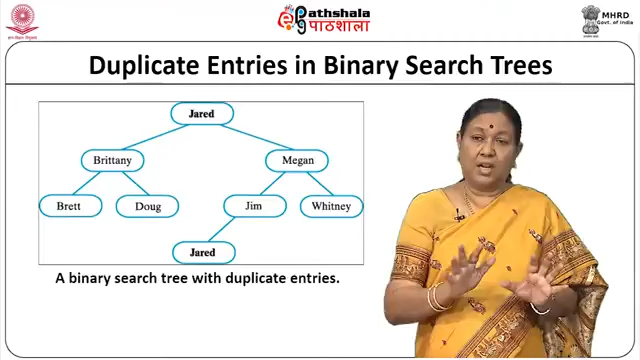 Pathshala
पाठशाला
MHRD
Govt. of India
Duplicate Entries in Binary Search Trees
Jared
Brittany
Megan
Brett
Doug
Jim
Whitney
Jared
A binary search tree with duplicate entries.